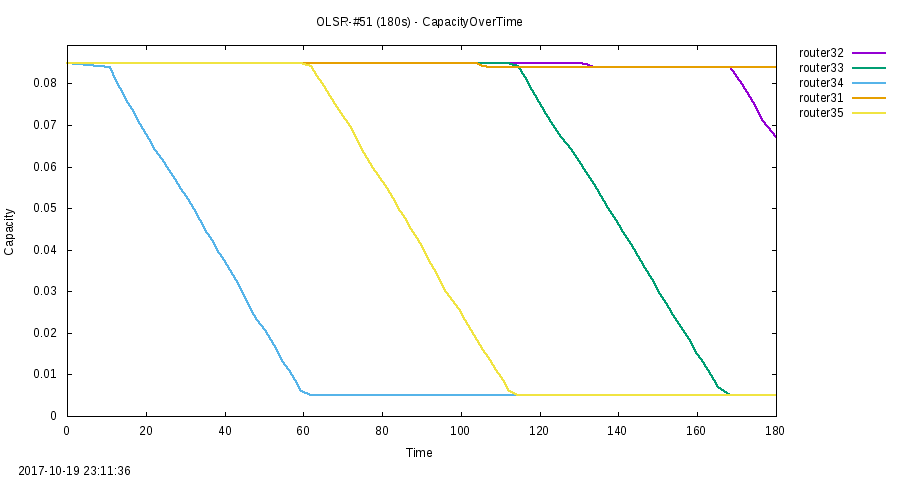 OLSR-#51 (180s) - CapacityOverTime
router32
router33
router34
router31
router35
0.08
0.07
0.06
0.05
0.04
0.03
0.02
0.01
0
Capacity
0 20 40 60 80 100 120 140 160 180
Time
2017-10-19 23:11:36